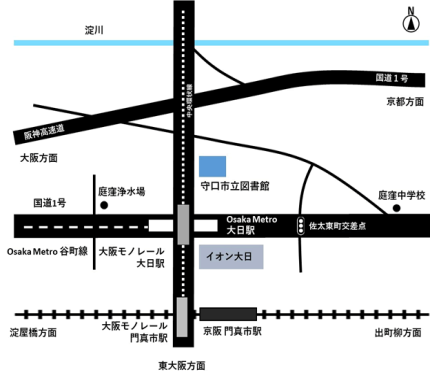 N
淀川
国道1号
中央環状線
京都方面
阪神高速道
大阪方面
守口市立図書館
庭窪浄水場
庭窪中学校
国道1号
Osaka Metro
大日駅
佐太東町交差点
Osaka Metro 谷町線
大阪モノレール
大日駅
イオン大日
淀屋橋方面
大阪モノレール
門真市駅
京阪 門真市駅
出町柳方面
東大阪方面